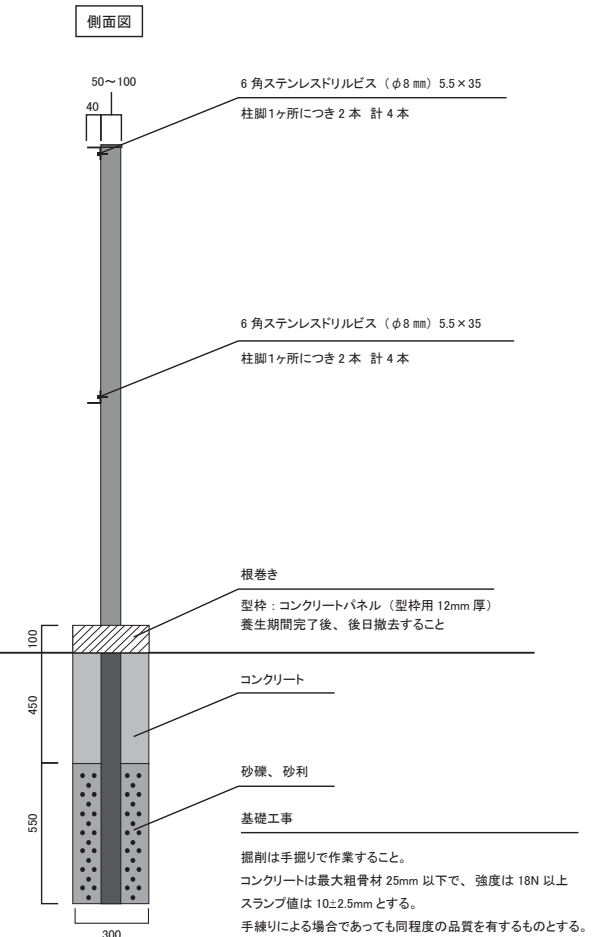 側面図
50～100
40
6 角ステンレスドリルビス（φ8 ㎜）5.5×35
柱脚1ヶ所につき 2 本 計 4 本
6 角ステンレスドリルビス（φ8 ㎜）5.5×35
柱脚1ヶ所につき 2 本 計 4 本
根巻き
型枠：コンクリートパネル（型枠用 12mm 厚）
養生期間完了後、後日撤去すること
100
450
コンクリート
砂礫、砂利
550
基礎工事
掘削は手掘りで作業すること。
コンクリートは最大粗骨材 25mm 以下で、強度は 18N 以上
スランプ値は 10±2.5mm とする。
手練りによる場合であっても同程度の品質を有するものとする。
300